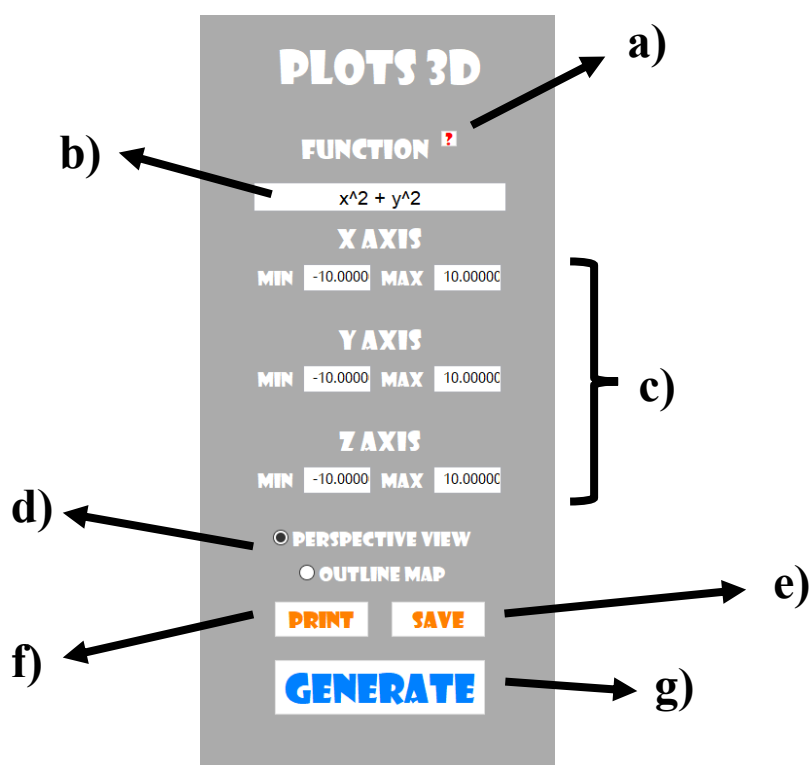 PLOTS 3D
a)
FUNCTION ?
b)
x^2 + y^2
X AXIS
MIN -10.0000 MAX 10.00000
Y AXIS
MIN -10.0000 MAX 10.00000
c)
Z AXIS
MIN -10.0000 MAX 10.00000
d)
PERSPECTIVE VIEW
OUTLINE MAP
e)
PRINT SAVE
f)
GENERATE
g)